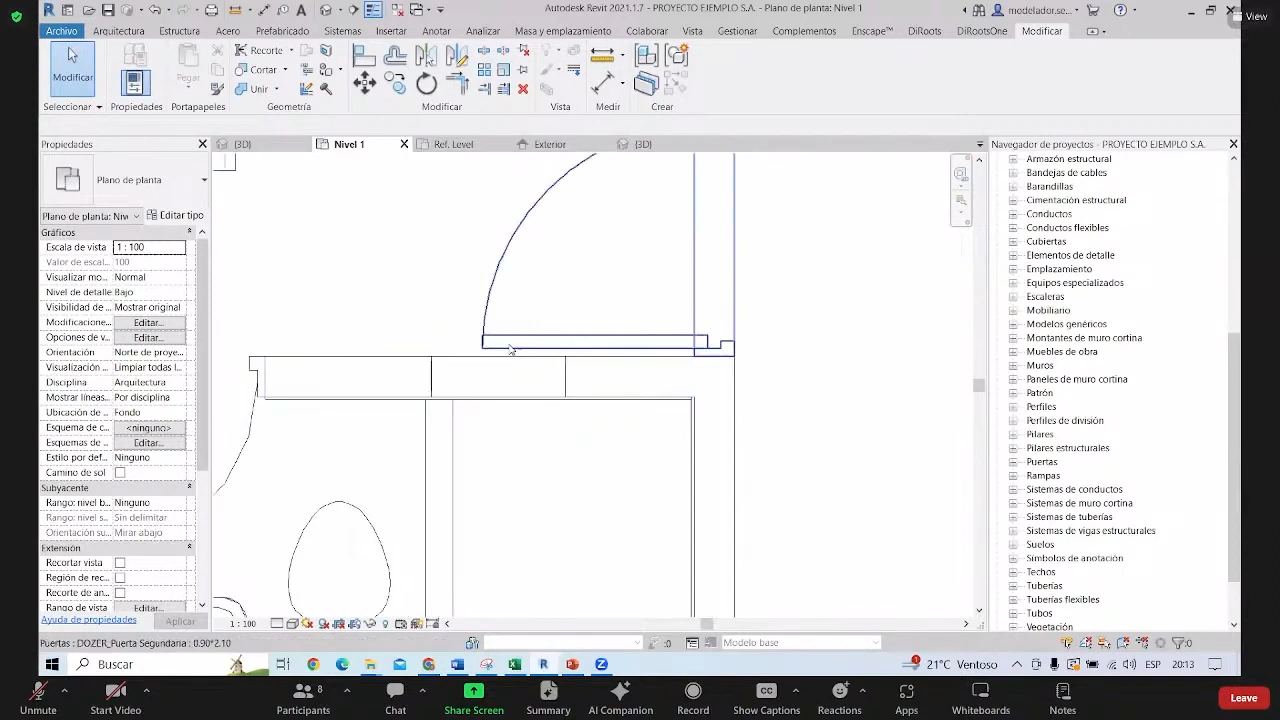 Autodesk Revit 2021.1.7 - PROYECTO EJEMPLO S.A. - Plano de planta: Nivel 1
modelador.se...
View
Archivo Arquitectura Estructura Acero Prefabricado Sistemas Insertar Anotar Analizar Masa y emplazamiento Colaborar Vista Gestionar Complementos Enscape™ DiRoots DiRootsOne Modificar
Modificar
Propiedades
Pegar
Recorte
Cortar
Unir
Seleccionar
Propiedades
Portapapeles
Geometría
Modificar
Vista
Medir
Crear
Propiedades
(3D)
Nivel 1
Ref. Level
(3D)
Navegador de proyectos - PROYECTO EJEMPLO S.A.
Plano de planta
Plano de planta: Niv
Editar tipo
Gráficos
Escala de vista 1 : 100
Valor de escal... 100
Visualizar mo... Normal
Nivel de detalle Bajo
Visibilidad de ... Mostrar original
Modificacione... Editar...
Opciones de v... Editar...
Orientación Norte de proye...
Visualización ... Limpiar todas l...
Disciplina Arquitectura
Mostrar líneas... Por disciplina
Ubicación de ... Fondo
Esquema de c... <ninguno>
Esquemas de ... Editar...
Estilo por def... Ninguno
Camino de sol
Subyacente
Rango: nivel b... Ninguno
Rango: nivel s... Sin delimitar
Orientación su... Mirar abajo
Extensión
Recortar vista
Región de rec...
Recorte de an...
Rango de vista Editar...
Ayuda de propiedades
Aplicar
Armazón estructural
Bandejas de cables
Barandillas
Cimentación estructural
Conductos
Conductos flexibles
Cubiertas
Elementos de detalle
Emplazamiento
Equipos especializados
Escaleras
Mobiliario
Modelos genéricos
Montantes de muro cortina
Muebles de obra
Muros
Paneles de muro cortina
Patrón
Perfiles
Perfiles de división
Pilares
Pilares estructurales
Puertas
Rampas
Sistemas de conductos
Sistemas de muro cortina
Sistemas de tuberías
Sistemas de vigas estructurales
Suelos
Símbolos de anotación
Techos
Tuberías
Tuberías flexibles
Tubos
Vegetación
1 : 100
Puertas : DOZER_Puerta Segundaria : 0.90*2.10
:0
Modelo base
:0
Buscar
21°C Ventoso
ESP
20:13
Unmute
Start Video
Participants
8
Chat
Share Screen
Summary
AI Companion
Record
CC
Show Captions
Reactions
Apps
Whiteboards
Notes
Leave